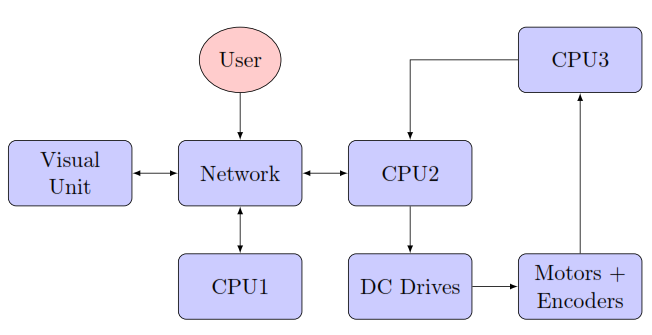 User
CPU3
Visual
Unit
Network
CPU2
CPU1
DC Drives
Motors +
Encoders